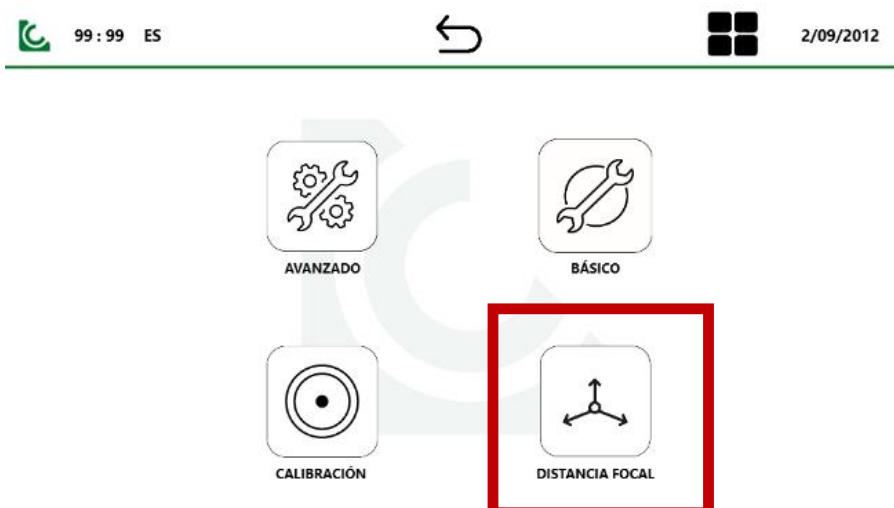 99 : 99 ES 2/09/2012
AVANZADO BÁSICO
CALIBRACIÓN DISTANCIA FOCAL